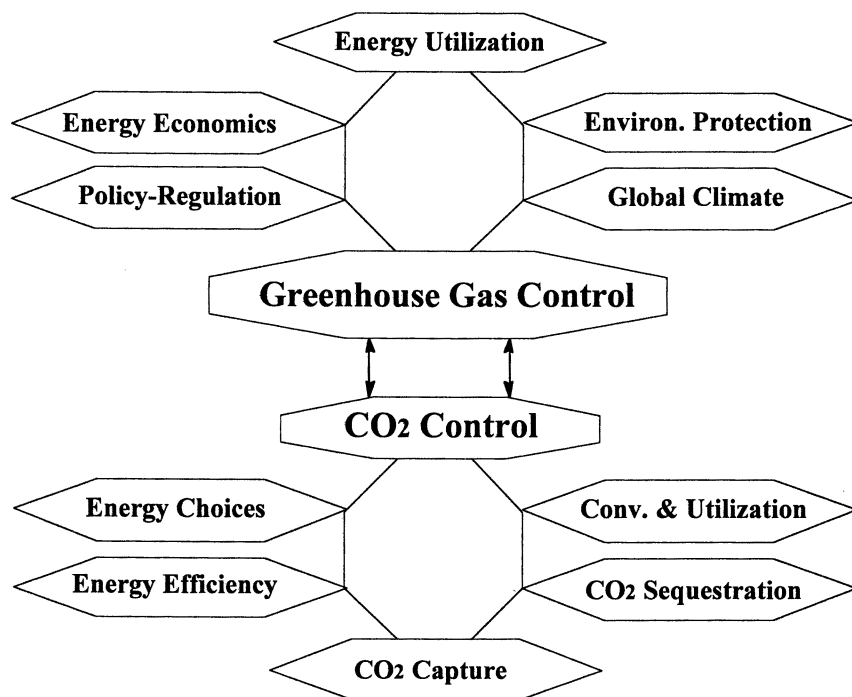 Energy Utilization
Energy Economics
Environ. Protection
Policy-Regulation
Global Climate
Greenhouse Gas Control
CO2 Control
Energy Choices
Conv. & Utilization
Energy Efficiency
CO2 Sequestration
CO2 Capture